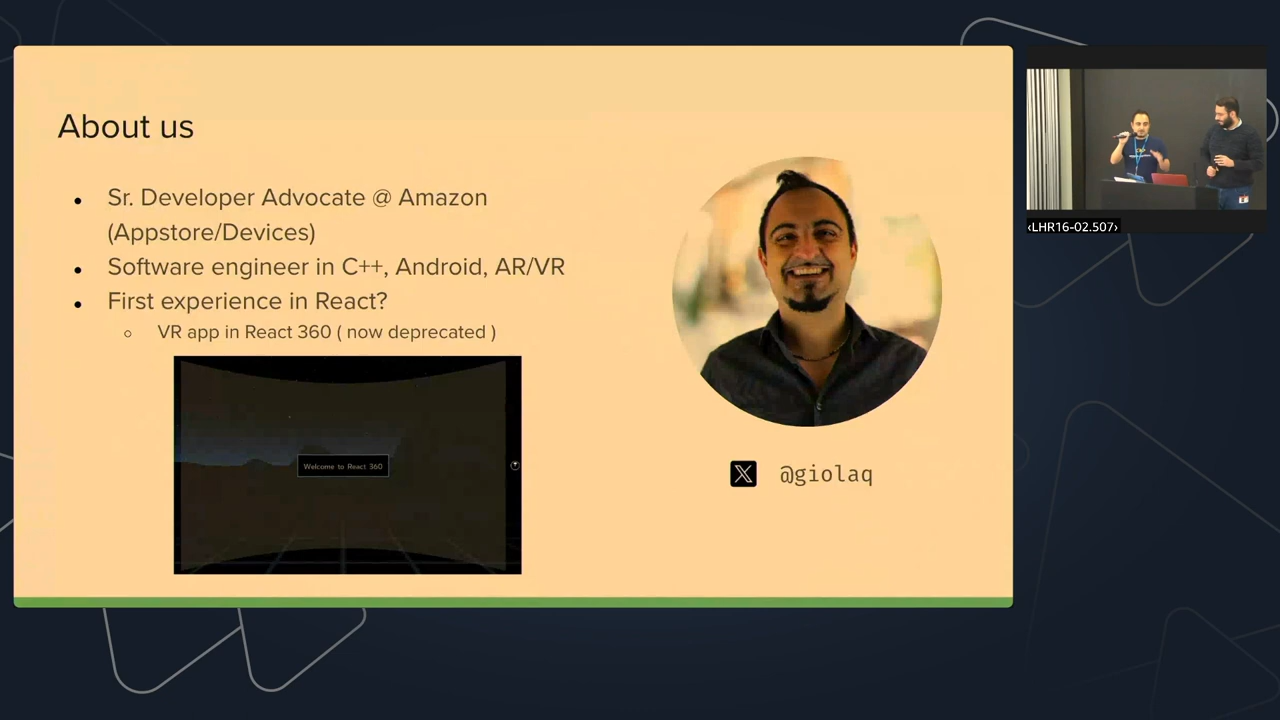 About us
Sr. Developer Advocate @ Amazon
(Appstore/Devices)
Software engineer in C++, Android, AR/VR
First experience in React?
VR app in React 360 ( now deprecated )
Welcome to React 360
@giolaq
‹LHR16-02.507›